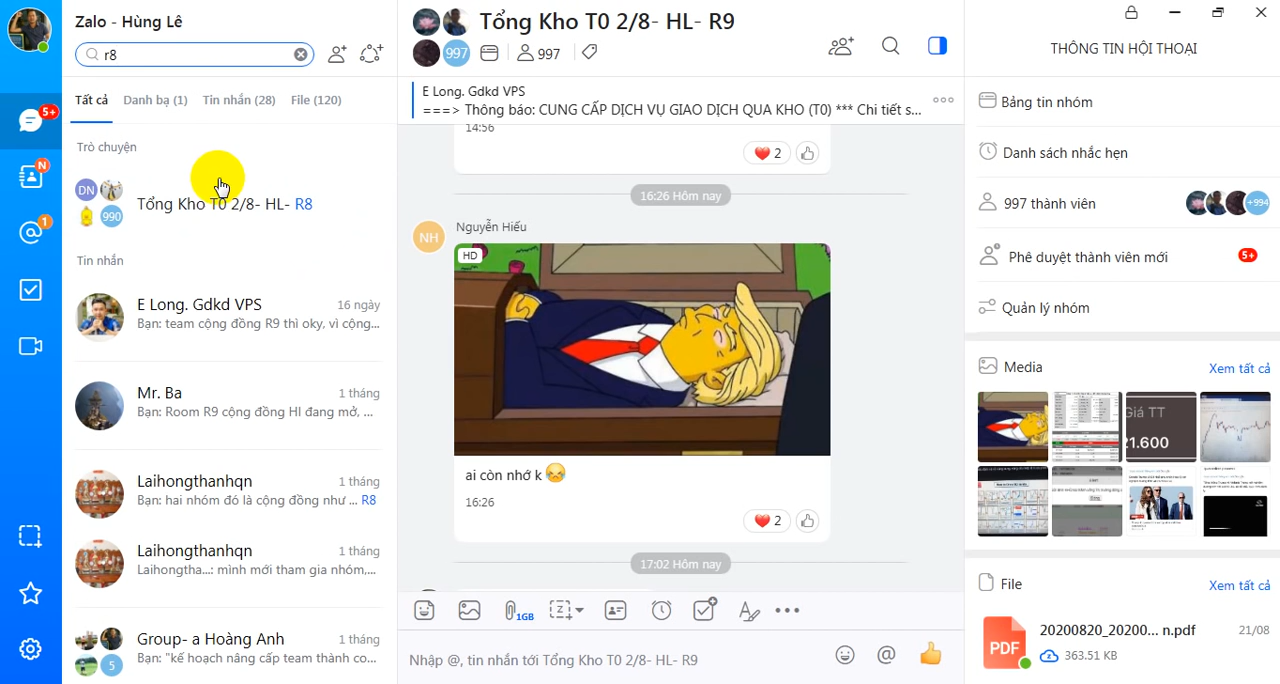 Zalo - Hùng Lê
r8
Tất cả
Danh bạ (1)
Tin nhắn (28)
File (120)
Trò chuyện
DN
990
Tổng Kho T0 2/8- HL- R8
Tin nhắn
E Long. Gdkd VPS
16 ngày
Bạn: team cộng đồng R9 thì oky, vì cộng...
Mr. Ba
1 tháng
Bạn: Room R9 cộng đồng Hl đang mở, ...
Laihongthanhqn
1 tháng
Bạn: hai nhóm đó là cộng đồng như ... R8
Laihongthanhqn
1 tháng
Laihongtha...: mình mới tham gia nhóm,...
Group- a Hoàng Anh
1 tháng
Bạn: "kế hoạch nâng cấp team thành co...
5
5+
N
1
Tổng Kho T0 2/8- HL- R9
997
997
E Long. Gdkd VPS
===> Thông báo: CUNG CẤP DỊCH VỤ GIAO DỊCH QUA KHO (T0) *** Chi tiết s...
14:56
2
16:26 Hôm nay
NH
Nguyễn Hiếu
HD
ai còn nhớ k
16:26
2
17:02 Hôm nay
1GB
Nhập @, tin nhắn tới Tổng Kho T0 2/8- HL- R9
THÔNG TIN HỘI THOẠI
Bảng tin nhóm
Danh sách nhắc hẹn
997 thành viên
+994
Phê duyệt thành viên mới
5+
Quản lý nhóm
Media
Xem tất cả
Giá TT
21.600
File
Xem tất cả
PDF
20200820_20200... n.pdf
21/08
363.51 KB